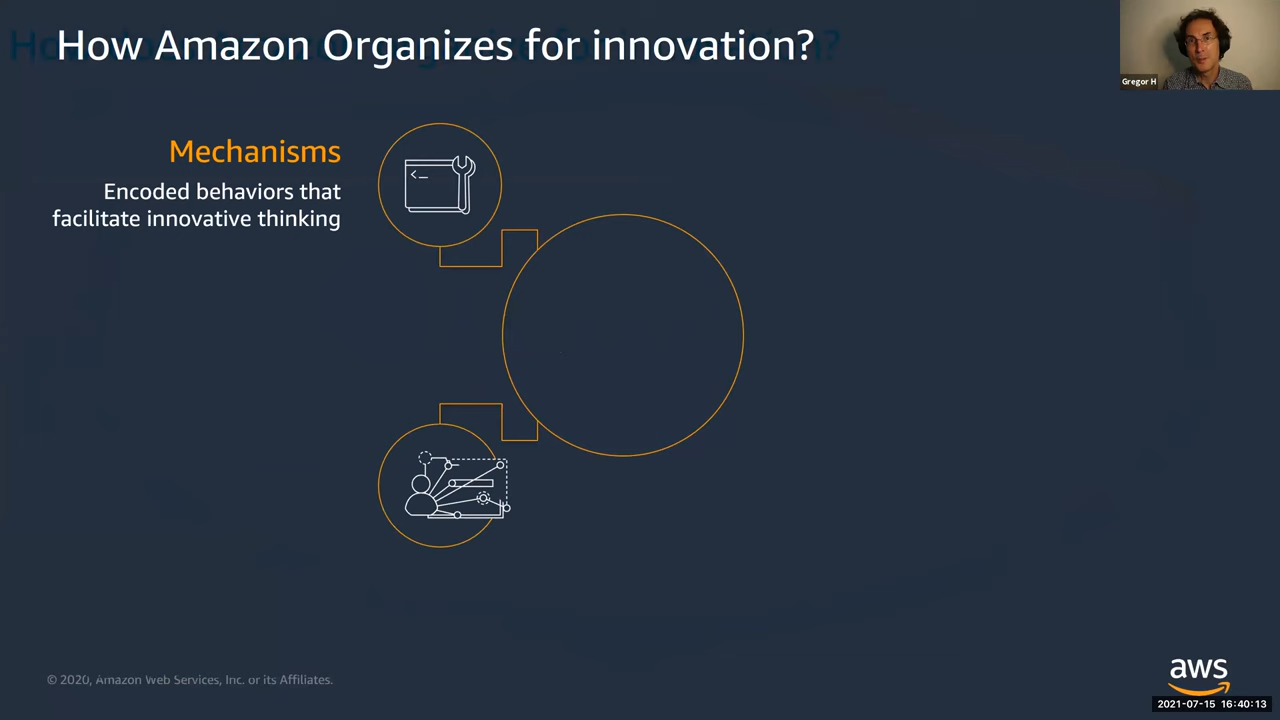 How Amazon Organizes for innovation?
Gregor H
Mechanisms
Encoded behaviors that
facilitate innovative thinking
© 2020, Amazon Web Services, Inc. or its Affiliates.
aws
2021-07-15 16:40:13